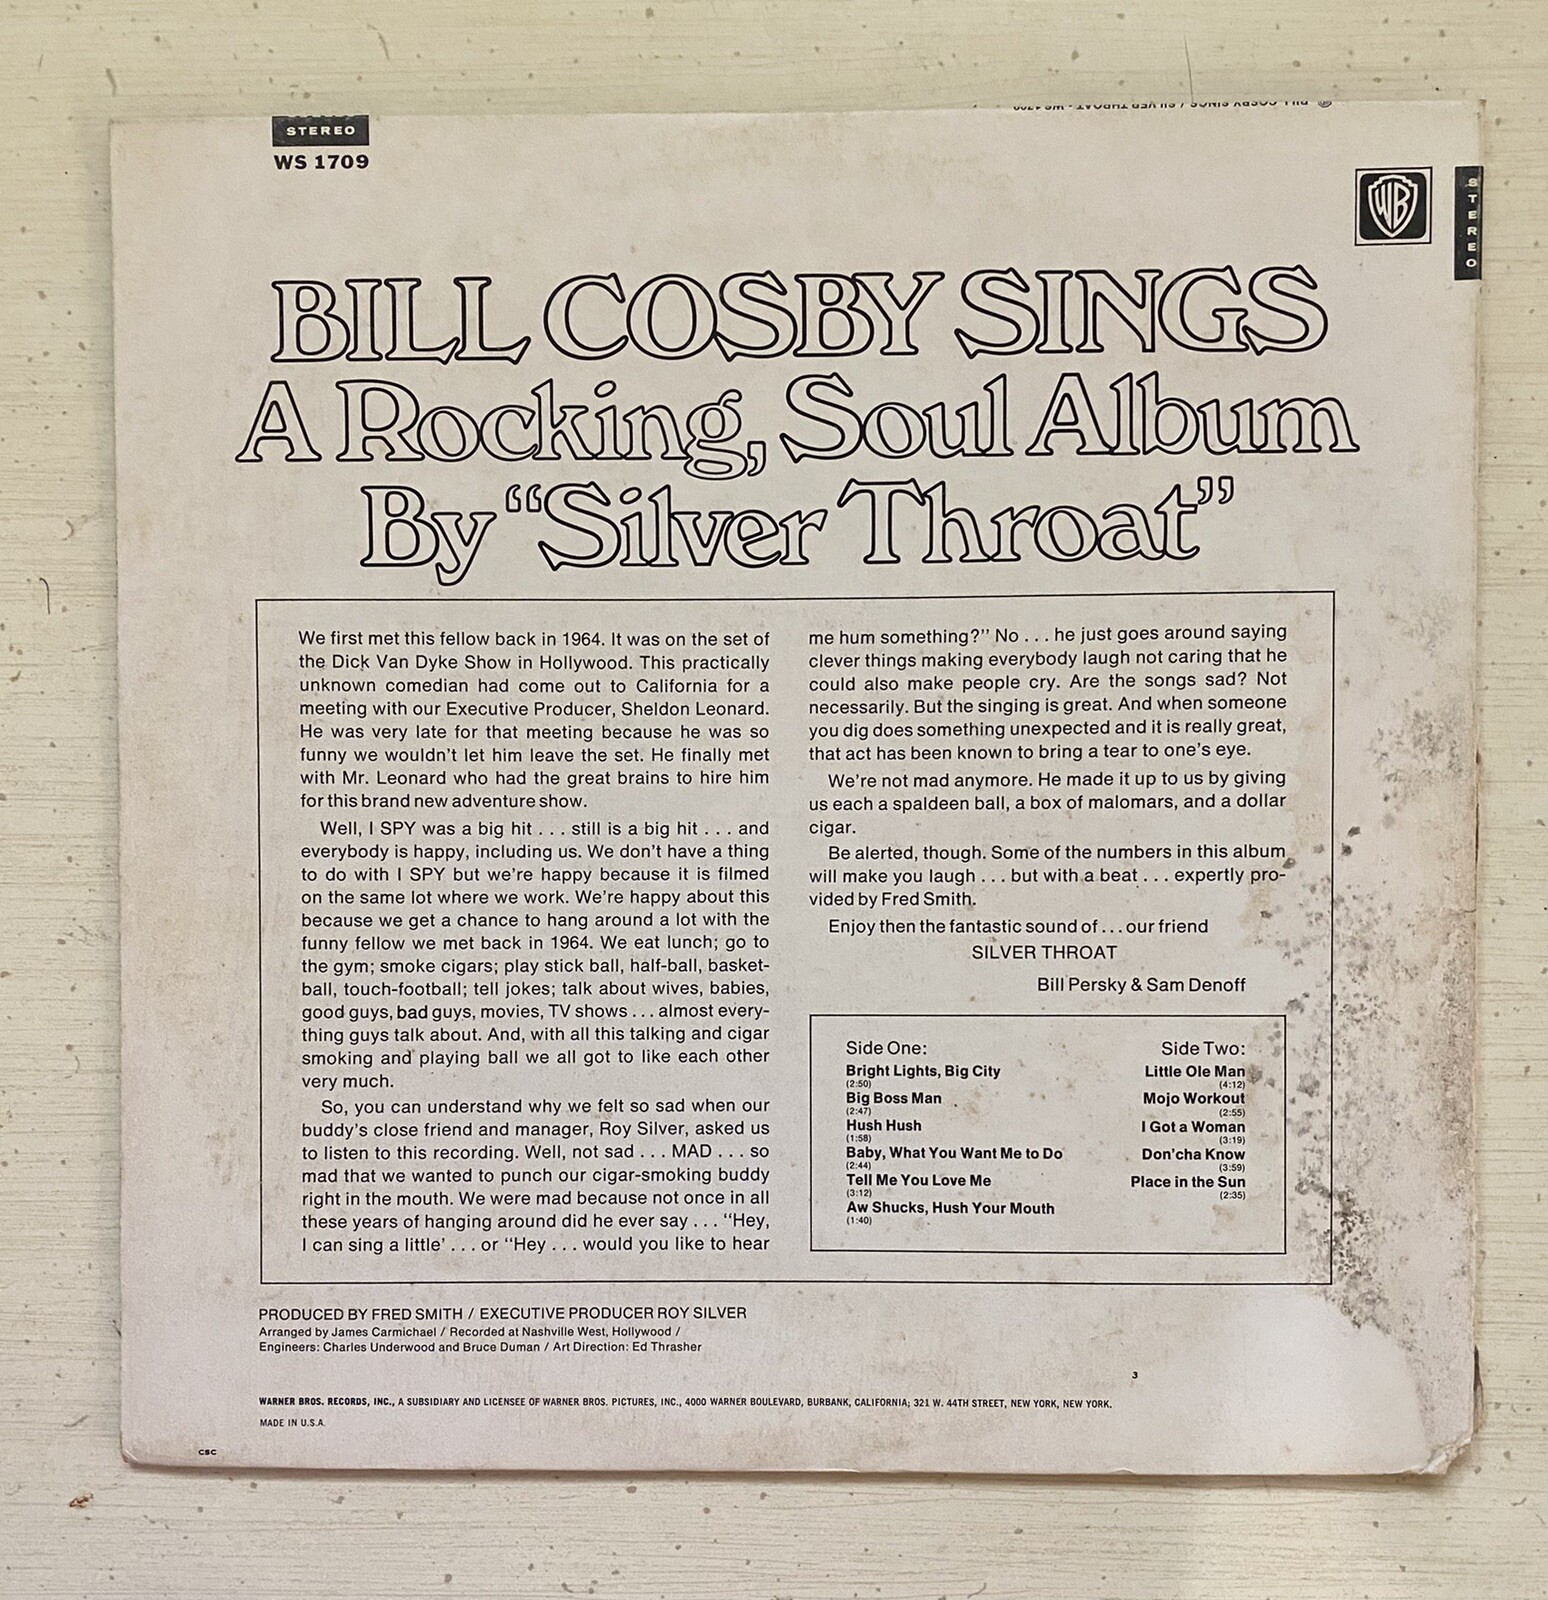 BILL COSBY SINGS / SILVER THROAT - WS 1709
STEREO
WS 1709
WB
STEREO
BILL COSBY SINGS
A Rocking, Soul Album
By “Silver Throat”
We first met this fellow back in 1964. It was on the set of
the Dick Van Dyke Show in Hollywood. This practically
unknown comedian had come out to California for a
meeting with our Executive Producer, Sheldon Leonard.
He was very late for that meeting because he was so
funny we wouldn't let him leave the set. He finally met
with Mr. Leonard who had the great brains to hire him
for this brand new adventure show.
Well, I SPY was a big hit . . . still is a big hit . . . and
everybody is happy, including us. We don't have a thing
to do with I SPY but we're happy because it is filmed
on the same lot where we work. We're happy about this
because we get a chance to hang around a lot with the
funny fellow we met back in 1964. We eat lunch; go to
the gym; smoke cigars; play stick ball, half-ball, basket-
ball, touch-football; tell jokes; talk about wives, babies,
good guys, bad guys, movies, TV shows . . . almost every-
thing guys talk about. And, with all this talking and cigar
smoking and playing ball we all got to like each other
very much.
So, you can understand why we felt so sad when our
buddy's close friend and manager, Roy Silver, asked us
to listen to this recording. Well, not sad . . . MAD . . . so
mad that we wanted to punch our cigar-smoking buddy
right in the mouth. We were mad because not once in all
these years of hanging around did he ever say . . . “Hey,
I can sing a little' . . . or “Hey . . . would you like to hear
me hum something?” No . . . he just goes around saying
clever things making everybody laugh not caring that he
could also make people cry. Are the songs sad? Not
necessarily. But the singing is great. And when someone
you dig does something unexpected and it is really great,
that act has been known to bring a tear to one's eye.
We're not mad anymore. He made it up to us by giving
us each a spaldeen ball, a box of malomars, and a dollar
cigar.
Be alerted, though. Some of the numbers in this album
will make you laugh . . . but with a beat . . . expertly pro-
vided by Fred Smith.
Enjoy then the fantastic sound of . . . our friend
SILVER THROAT
Bill Persky & Sam Denoff
Side One:
Bright Lights, Big City
(2:50)
Big Boss Man
(2:47)
Hush Hush
(1:58)
Baby, What You Want Me to Do
(2:44)
Tell Me You Love Me
(3:12)
Aw Shucks, Hush Your Mouth
(1:40)
Side Two:
Little Ole Man
(4:12)
Mojo Workout
(2:55)
I Got a Woman
(3:19)
Don'cha Know
(3:59)
Place in the Sun
(2:35)
PRODUCED BY FRED SMITH / EXECUTIVE PRODUCER ROY SILVER
Arranged by James Carmichael / Recorded at Nashville West, Hollywood /
Engineers: Charles Underwood and Bruce Duman / Art Direction: Ed Thrasher
3
WARNER BROS. RECORDS, INC., A SUBSIDIARY AND LICENSEE OF WARNER BROS. PICTURES, INC., 4000 WARNER BOULEVARD, BURBANK, CALIFORNIA; 321 W. 44TH STREET, NEW YORK, NEW YORK.
MADE IN U.S.A.
CSC